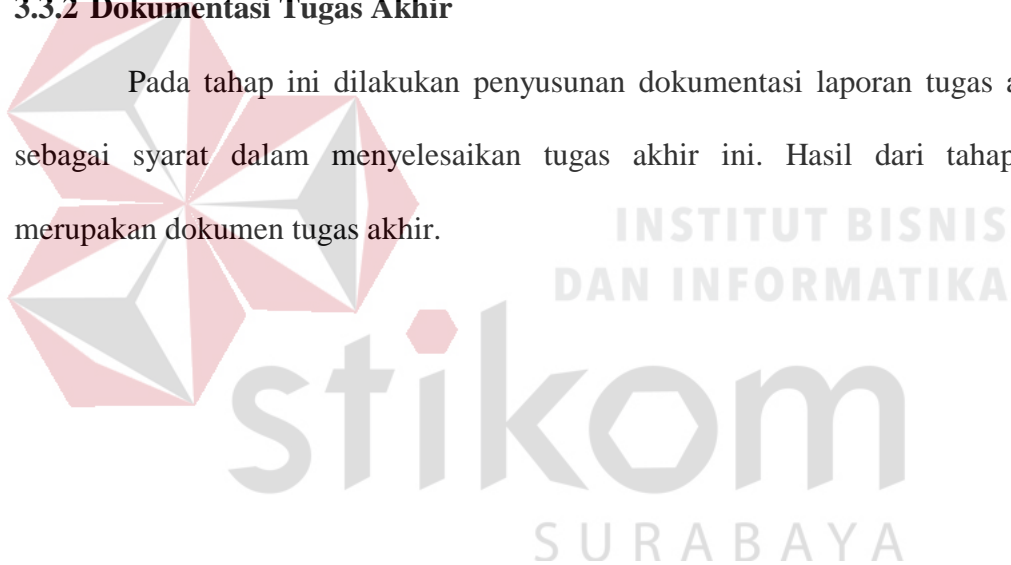 3.3.2 Dokumentasi Tugas Akhir
Pada tahap ini dilakukan penyusunan dokumentasi laporan tugas a
sebagai syarat dalam menyelesaikan tugas akhir ini. Hasil dari tahap
merupakan dokumen tugas akhir.
INSTITUT BISNIS
DAN INFORMATIKA
stikom
SURABAYA